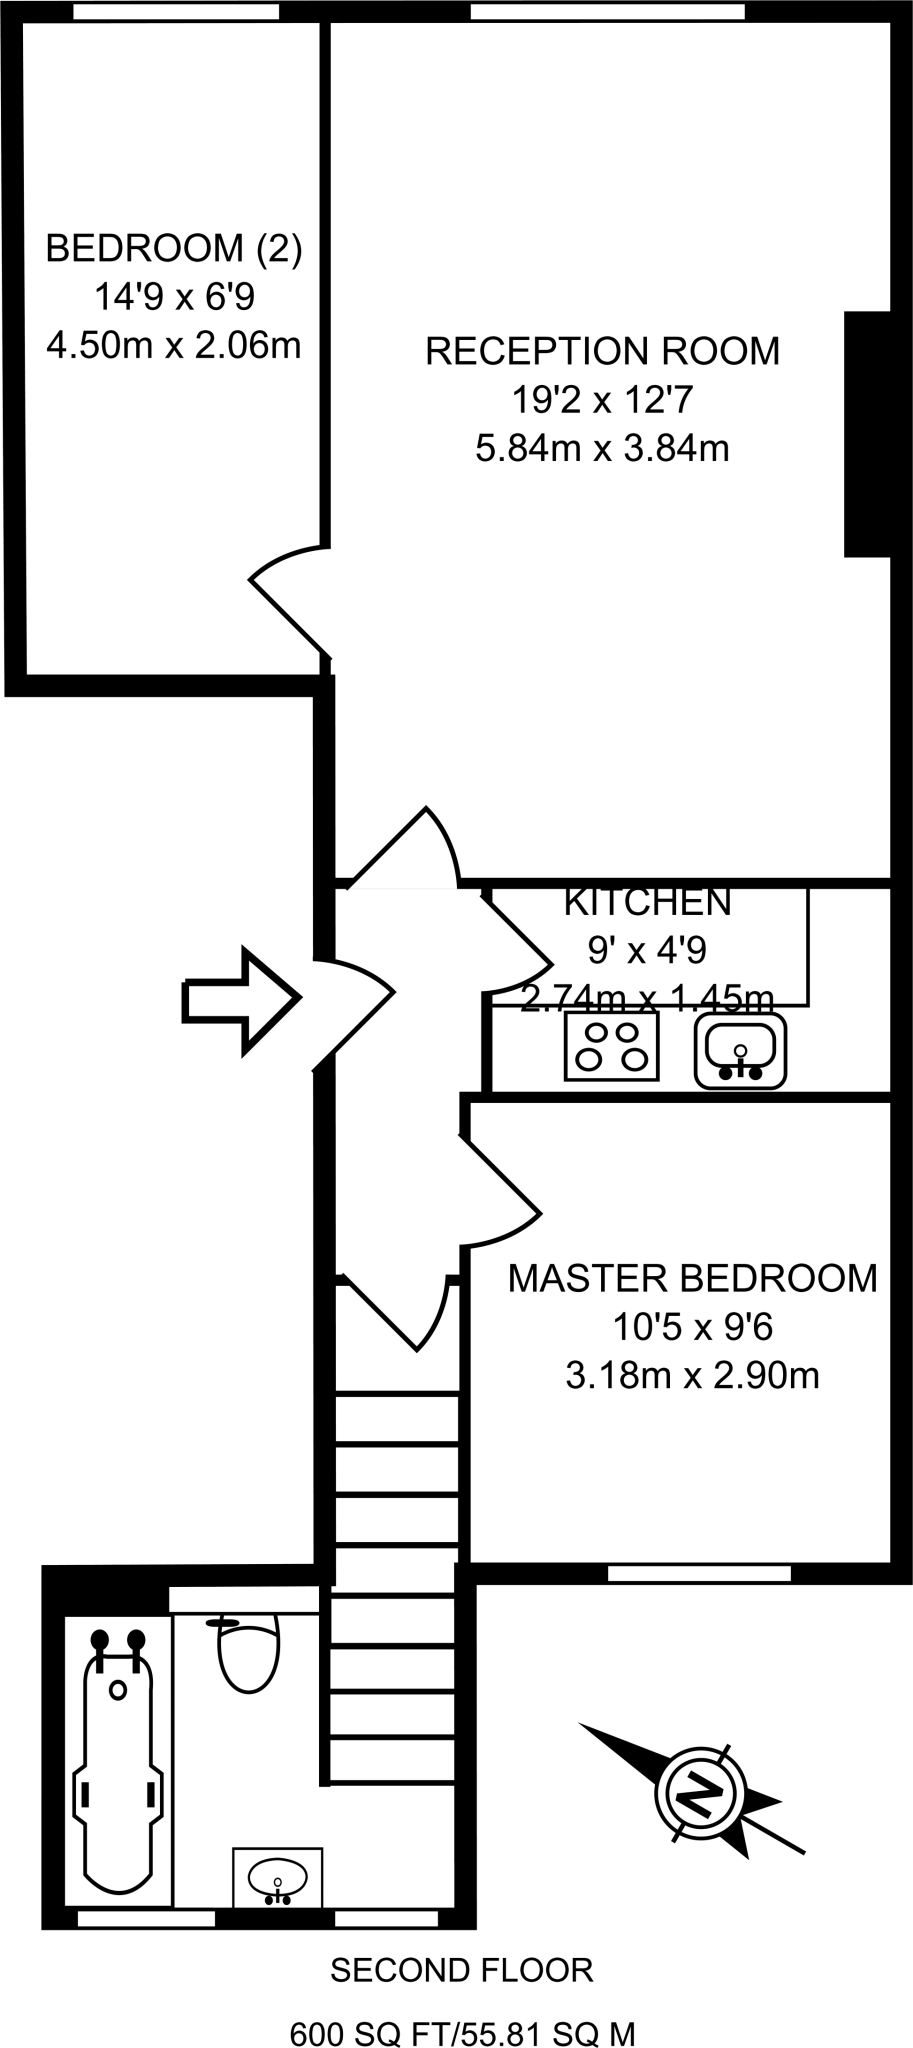 BEDROOM (2)
14'9 x 6'9
4.50m x 2.06m
RECEPTION ROOM
19'2 x 12'7
5.84m x 3.84m
KITCHEN
9' x 4'9
2.74m x 1.45m
MASTER BEDROOM
10'5 x 9'6
3.18m x 2.90m
N
SECOND FLOOR
600 SQ FT/55.81 SQ M